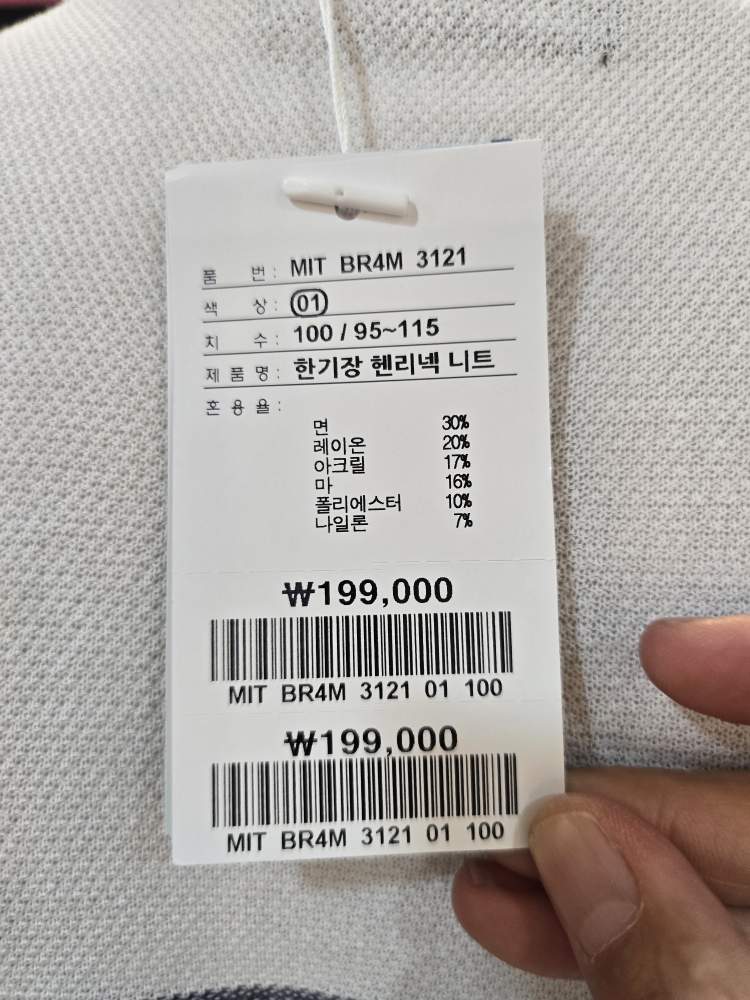 품 번 : MIT BR4M 3121
색 상 : 01
치 수 : 100 / 95~115
제 품 명 : 한기장 헨리넥 니트
혼 용 율 :
면 30%
레이온 20%
아크릴 17%
마 16%
폴리에스터 10%
나일론 7%
₩199,000
MIT BR4M 3121 01 100
₩199,000
MIT BR4M 3121 01 100